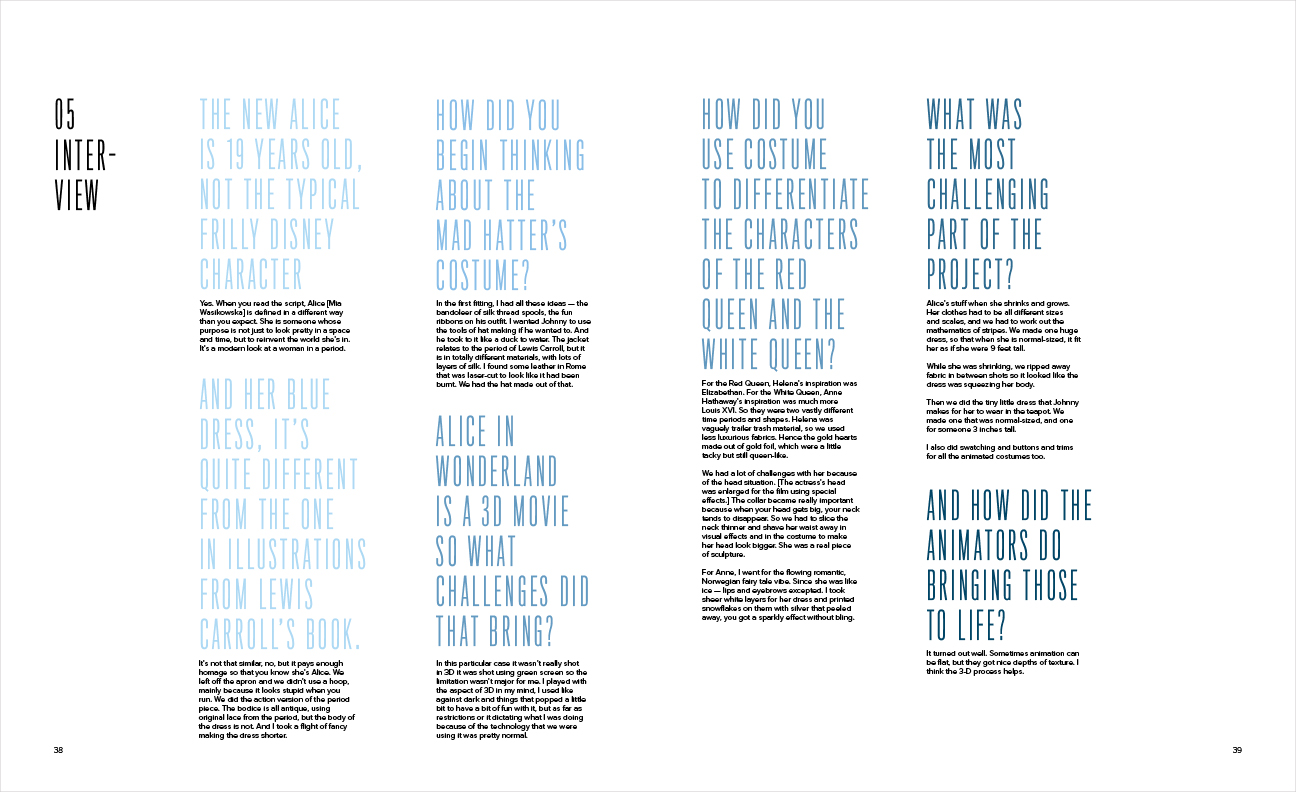 05
INTER-
VIEW
THE NEW ALICE
IS 19 YEARS OLD,
NOT THE TYPICAL
FRILLY DISNEY
CHARACTER
Yes. When you read the script, Alice [Mia
Wasikowska] is defined in a different way
than you expect. She is someone whose
purpose is not just to look pretty in a space
and time, but to reinvent the world she's in.
It's a modern look at a woman in a period.
AND HER BLUE
DRESS, IT'S
QUITE DIFFERENT
FROM THE ONE
IN ILLUSTRATIONS
FROM LEWIS
CARROLL'S BOOK.
It's not that similar, no, but it pays enough
homage so that you know she's Alice. We
left off the apron and we didn't use a hoop,
mainly because it looks stupid when you
run. We did the action version of the period
piece. The bodice is all antique, using
original lace from the period, but the body of
the dress is not. And I took a flight of fancy
making the dress shorter.
HOW DID YOU
BEGIN THINKING
ABOUT THE
MAD HATTER'S
COSTUME?
In the first fitting, I had all these ideas — the
bandoleer of silk thread spools, the fun
ribbons on his outfit. I wanted Johnny to use
the tools of hat making if he wanted to. And
he took to it like a duck to water. The jacket
relates to the period of Lewis Carroll, but it
is in totally different materials, with lots of
layers of silk. I found some leather in Rome
that was laser-cut to look like it had been
burnt. We had the hat made out of that.
ALICE IN
WONDERLAND
IS A 3D MOVIE
SO WHAT
CHALLENGES DID
THAT BRING?
In this particular case it wasn't really shot
in 3D it was shot using green screen so the
limitation wasn't major for me. I played with
the aspect of 3D in my mind, I used like
against dark and things that popped a little
bit to have a bit of fun with it, but as far as
restrictions or it dictating what I was doing
because of the technology that we were
using it was pretty normal.
HOW DID YOU
USE COSTUME
TO DIFFERENTIATE
THE CHARACTERS
OF THE RED
QUEEN AND THE
WHITE QUEEN?
For the Red Queen, Helena's inspiration was
Elizabethan. For the White Queen, Anne
Hathaway's inspiration was much more
Louis XVI. So they were two vastly different
time periods and shapes. Helena was
vaguely trailer trash material, so we used
less luxurious fabrics. Hence the gold hearts
made out of gold foil, which were a little
tacky but still queen-like.
We had a lot of challenges with her because
of the head situation. [The actress's head
was enlarged for the film using special
effects.] The collar became really important
because when your head gets big, your neck
tends to disappear. So we had to slice the
neck thinner and shave her waist away in
visual effects and in the costume to make
her head look bigger. She was a real piece
of sculpture.
For Anne, I went for the flowing romantic,
Norwegian fairy tale vibe. Since she was like
ice — lips and eyebrows excepted. I took
sheer white layers for her dress and printed
snowflakes on them with silver that peeled
away, you got a sparkly effect without bling.
WHAT WAS
THE MOST
CHALLENGING
PART OF THE
PROJECT?
Alice's stuff when she shrinks and grows.
Her clothes had to be all different sizes
and scales, and we had to work out the
mathematics of stripes. We made one huge
dress, so that when she is normal-sized, it fit
her as if she were 9 feet tall.
While she was shrinking, we ripped away
fabric in between shots so it looked like the
dress was squeezing her body.
Then we did the tiny little dress that Johnny
makes for her to wear in the teapot. We
made one that was normal-sized, and one
for someone 3 inches tall.
I also did swatching and buttons and trims
for all the animated costumes too.
AND HOW DID THE
ANIMATORS DO
BRINGING THOSE
TO LIFE?
It turned out well. Sometimes animation can
be flat, but they got nice depths of texture. I
think the 3-D process helps.
38
39